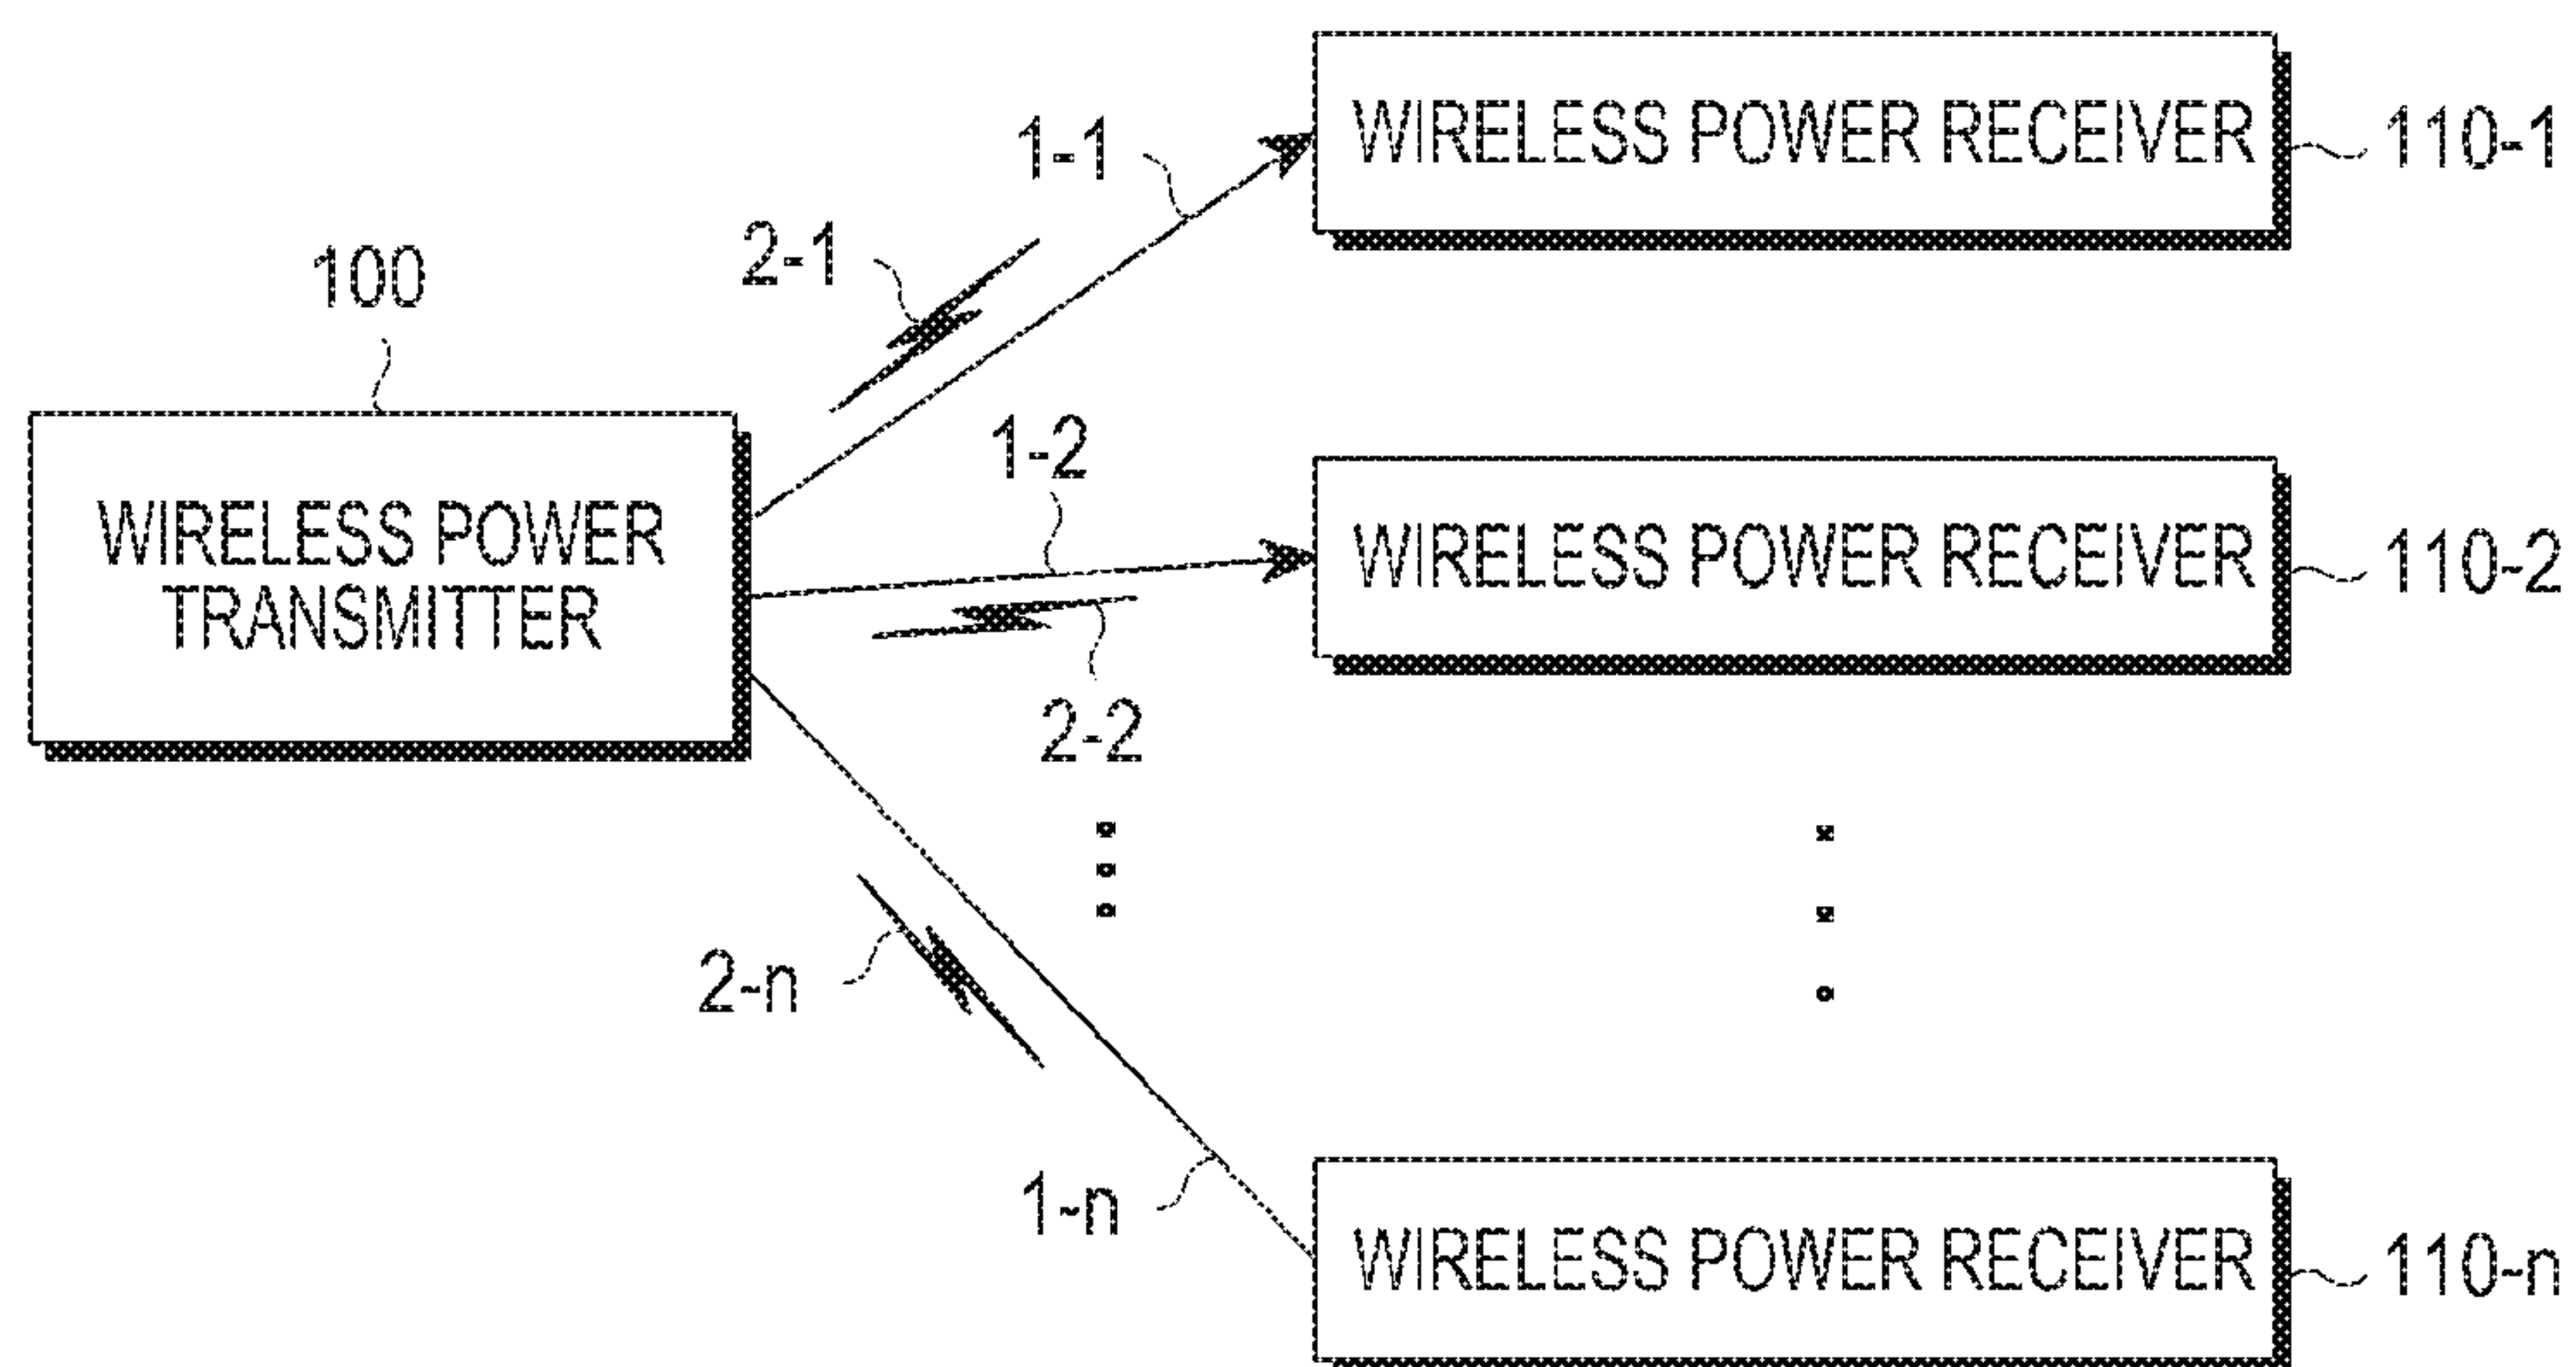 WIRELESS POWER RECEIVER
110-1
1-1
2-1
100
1-2
WIRELESS POWER RECEIVER
110-2
WIRELESS POWER
TRANSMITTER
2-2
2-n
1-n
WIRELESS POWER RECEIVER
110-n